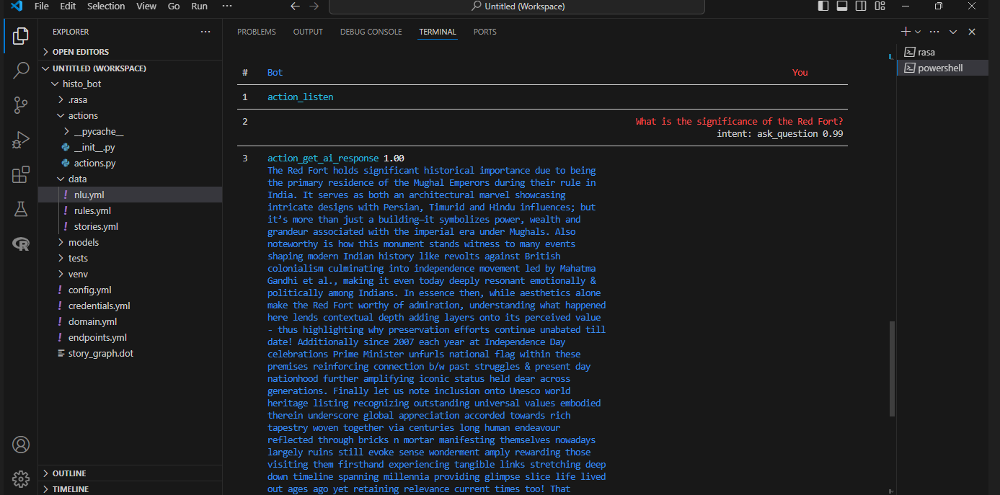 File Edit Selection View Go Run ··· Untitled (Workspace)
EXPLORER ···
OPEN EDITORS
UNTITLED (WORKSPACE)
histo_bot
.rasa
actions
__pycache__
__init__.py
actions.py
data
! nlu.yml
! rules.yml
! stories.yml
models
tests
venv
! config.yml
! credentials.yml
! domain.yml
! endpoints.yml
story_graph.dot
OUTLINE
TIMELINE
PROBLEMS OUTPUT DEBUG CONSOLE TERMINAL PORTS
# Bot You
1 action_listen
2 What is the significance of the Red Fort?
intent: ask_question 0.99
3 action_get_ai_response 1.00
The Red Fort holds significant historical importance due to being
the primary residence of the Mughal Emperors during their rule in
India. It serves as both an architectural marvel showcasing
intricate designs with Persian, Timurid and Hindu influences; but
it's more than just a building—it symbolizes power, wealth and
grandeur associated with the imperial era under Mughals. Also
noteworthy is how this monument stands witness to many events
shaping modern Indian history like revolts against British
colonialism culminating into independence movement led by Mahatma
Gandhi et al., making it even today deeply resonant emotionally &
politically among Indians. In essence then, while aesthetics alone
make the Red Fort worthy of admiration, understanding what happened
here lends contextual depth adding layers onto its perceived value
- thus highlighting why preservation efforts continue unabated till
date! Additionally since 2007 each year at Independence Day
celebrations Prime Minister unfurls national flag within these
premises reinforcing connection b/w past struggles & present day
nationhood further amplifying iconic status held dear across
generations. Finally let us note inclusion onto Unesco world
heritage listing recognizing outstanding universal values embodied
therein underscore global appreciation accorded towards rich
tapestry woven together via centuries long human endeavour
reflected through bricks n mortar manifesting themselves nowadays
largely ruins still evoke sense wonderment amply rewarding those
visiting them firsthand experiencing tangible links stretching deep
down timeline spanning millennia providing glimpse slice life lived
out ages ago yet retaining relevance current times too! That
rasa
powershell